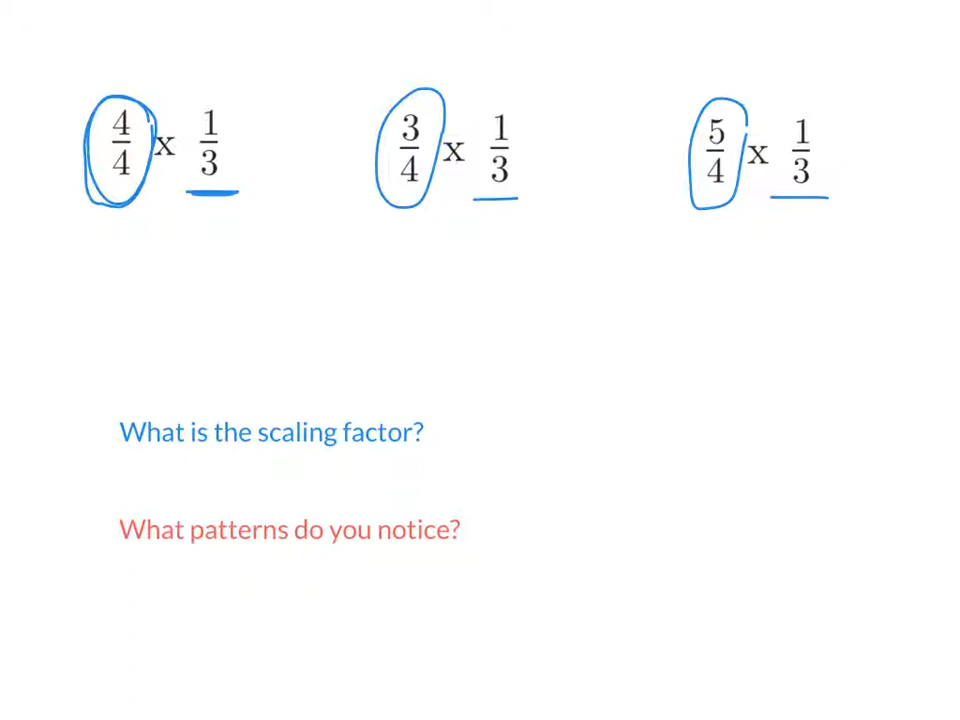 4/4 x 1/3
3/4 x 1/3
5/4 x 1/3
What is the scaling factor?
What patterns do you notice?